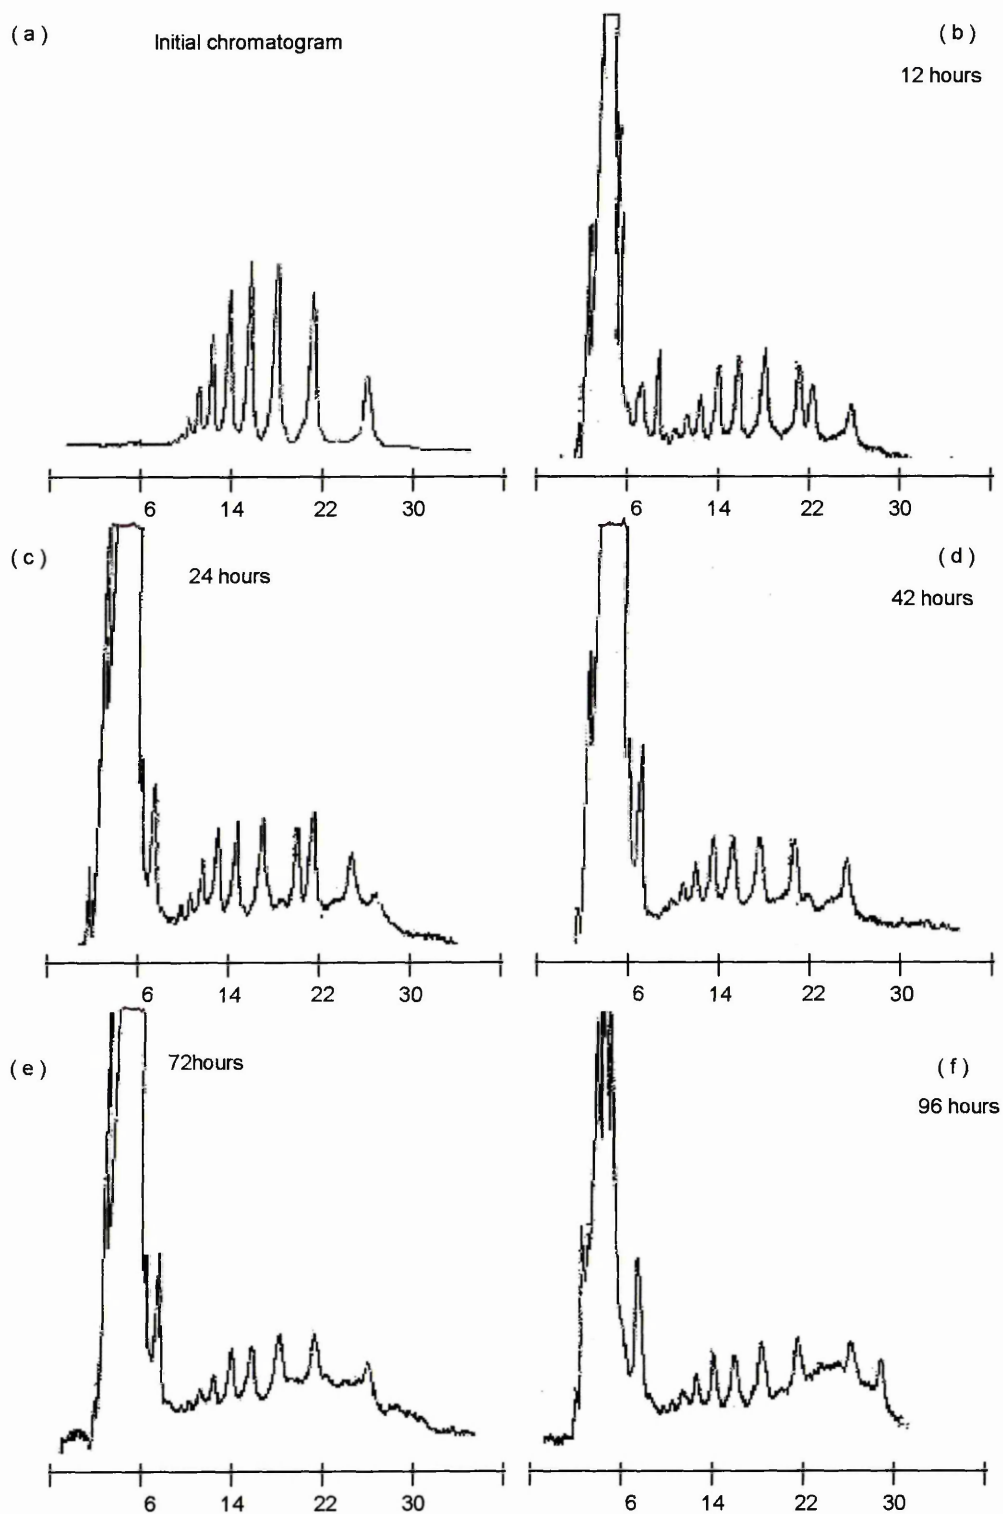 ( a )
Initial chromatogram
( b )
12 hours
6 14 22 30
6 14 22 30
( c )
24 hours
( d )
42 hours
6 14 22 30
6 14 22 30
( e )
72hours
( f )
96 hours
6 14 22 30
6 14 22 30